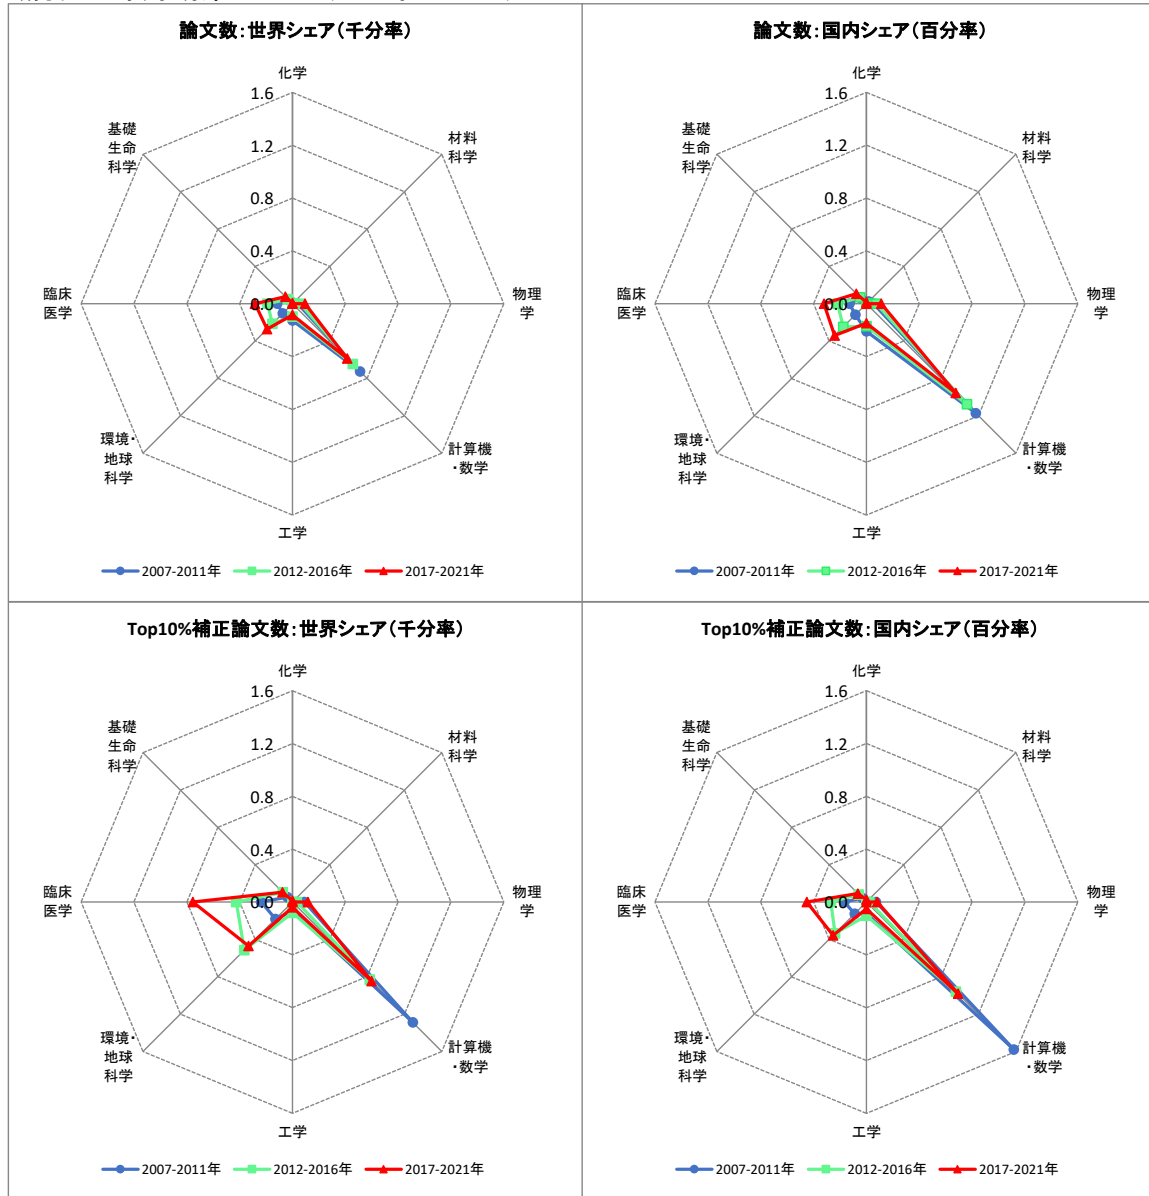 論文数：世界シェア（千分率）
化学
1.6
1.2
0.8
0.4
0.0
材料
科学
物理
学
計算機
・数学
工学
環境・
地球
科学
臨床
医学
基礎
生命
科学
2007-2011年 2012-2016年 2017-2021年
論文数：国内シェア（百分率）
化学
1.6
1.2
0.8
0.4
0.0
材料
科学
物理
学
計算機
・数学
工学
環境・
地球
科学
臨床
医学
基礎
生命
科学
2007-2011年 2012-2016年 2017-2021年
Top10%補正論文数：世界シェア（千分率）
化学
1.6
1.2
0.8
0.4
0.0
材料
科学
物理
学
計算機
・数学
工学
環境・
地球
科学
臨床
医学
基礎
生命
科学
2007-2011年 2012-2016年 2017-2021年
Top10%補正論文数：国内シェア（百分率）
化学
1.6
1.2
0.8
0.4
0.0
材料
科学
物理
学
計算機
・数学
工学
環境・
地球
科学
臨床
医学
基礎
生命
科学
2007-2011年 2012-2016年 2017-2021年